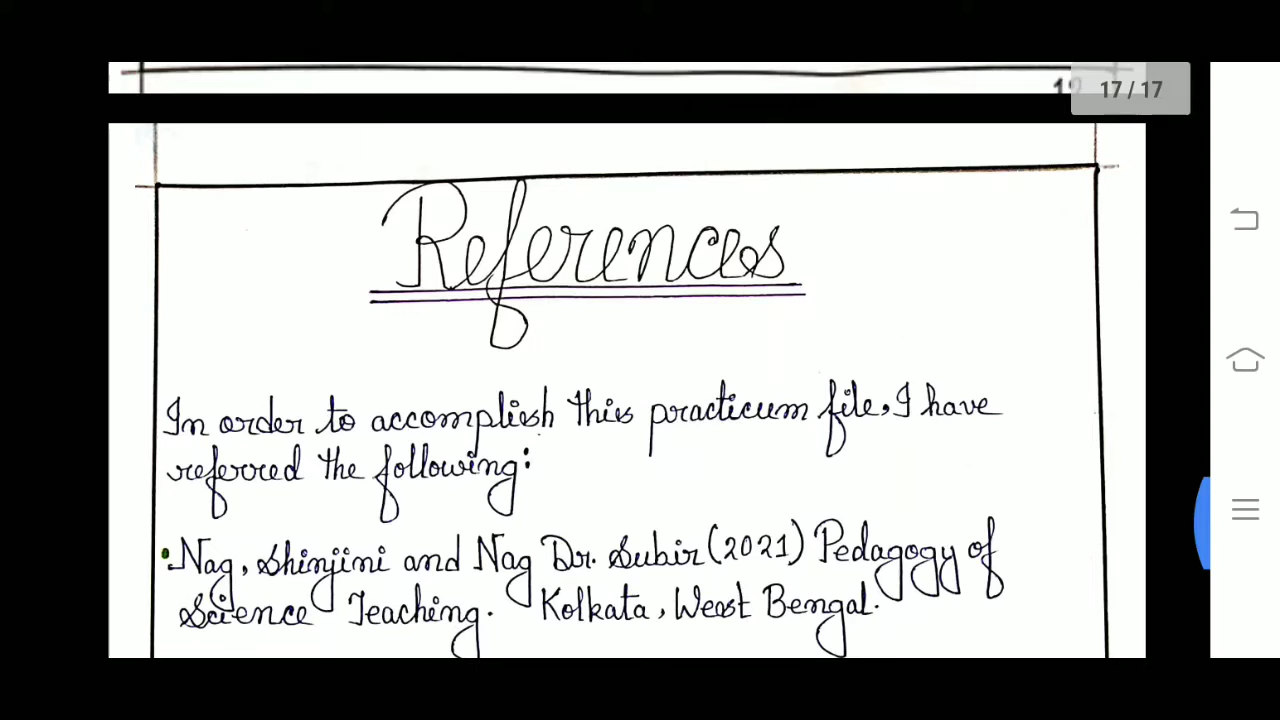 17/17
References
In order to accomplish this practicum file, I have
referred the following:
• Nag, Shinjini and Nag Dr. Subir (2021) Pedagogy of
Science Teaching. Kolkata, West Bengal.